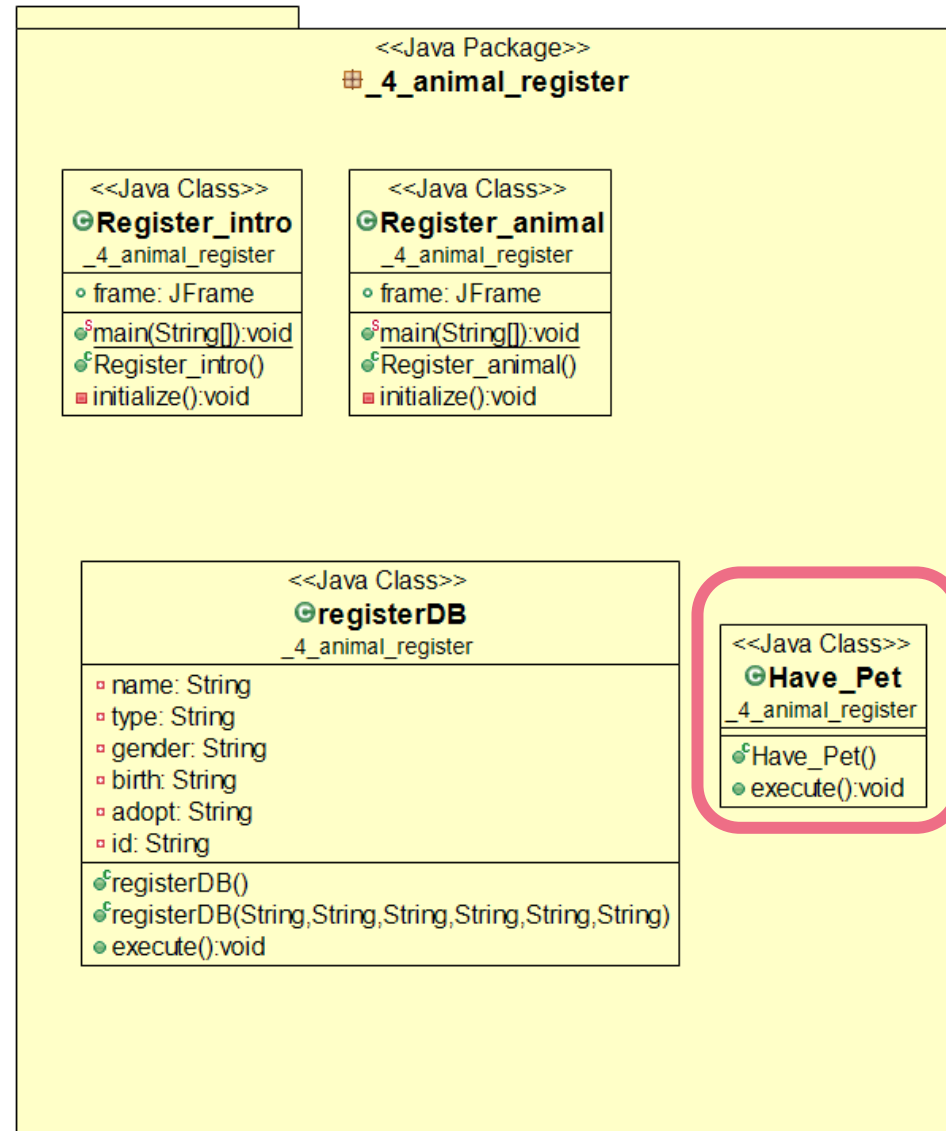 <<Java Package>>
_4_animal_register
<<Java Class>>
Register_intro
_4_animal_register
frame: JFrame
main(String[]):void
Register_intro()
initialize():void
<<Java Class>>
Register_animal
_4_animal_register
frame: JFrame
main(String[]):void
Register_animal()
initialize():void
<<Java Class>>
registerDB
_4_animal_register
name: String
type: String
gender: String
birth: String
adopt: String
id: String
registerDB()
registerDB(String,String,String,String,String,String)
execute():void
<<Java Class>>
Have_Pet
_4_animal_register
Have_Pet()
execute():void